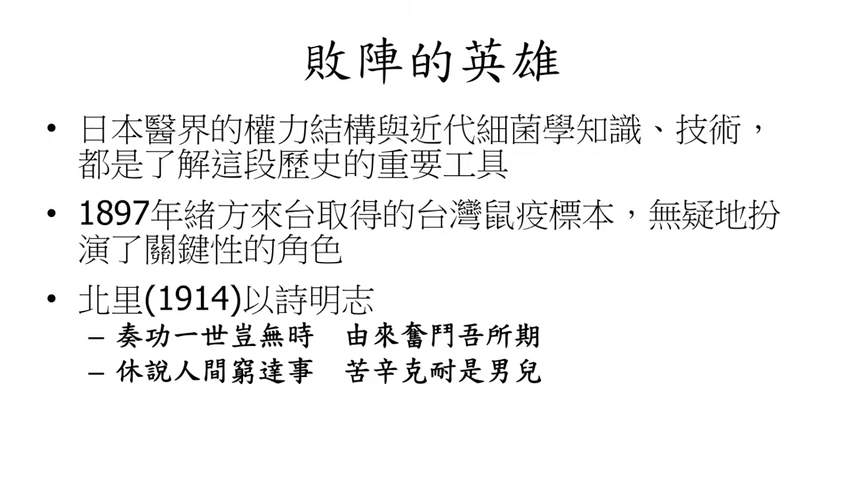 敗陣的英雄
• 日本醫界的權力結構與近代細菌學知識、技術，
都是了解這段歷史的重要工具
• 1897年緒方來台取得的台灣鼠疫標本，無疑地扮
演了關鍵性的角色
• 北里(1914)以詩明志
– 奏功一世豈無時　由來奮鬥吾所期
– 休說人間窮達事　苦辛克耐是男兒